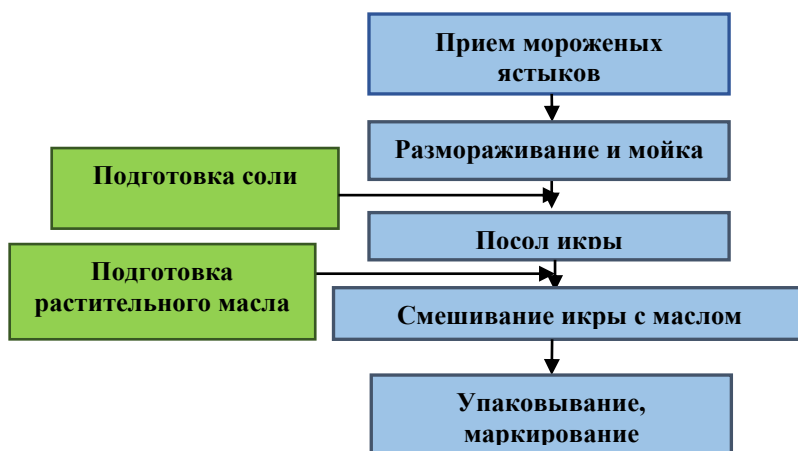 Прием мороженых
ястыков
Размораживание и мойка
Подготовка соли
Посол икры
Подготовка
растительного масла
Смешивание икры с маслом
Упаковывание,
маркирование